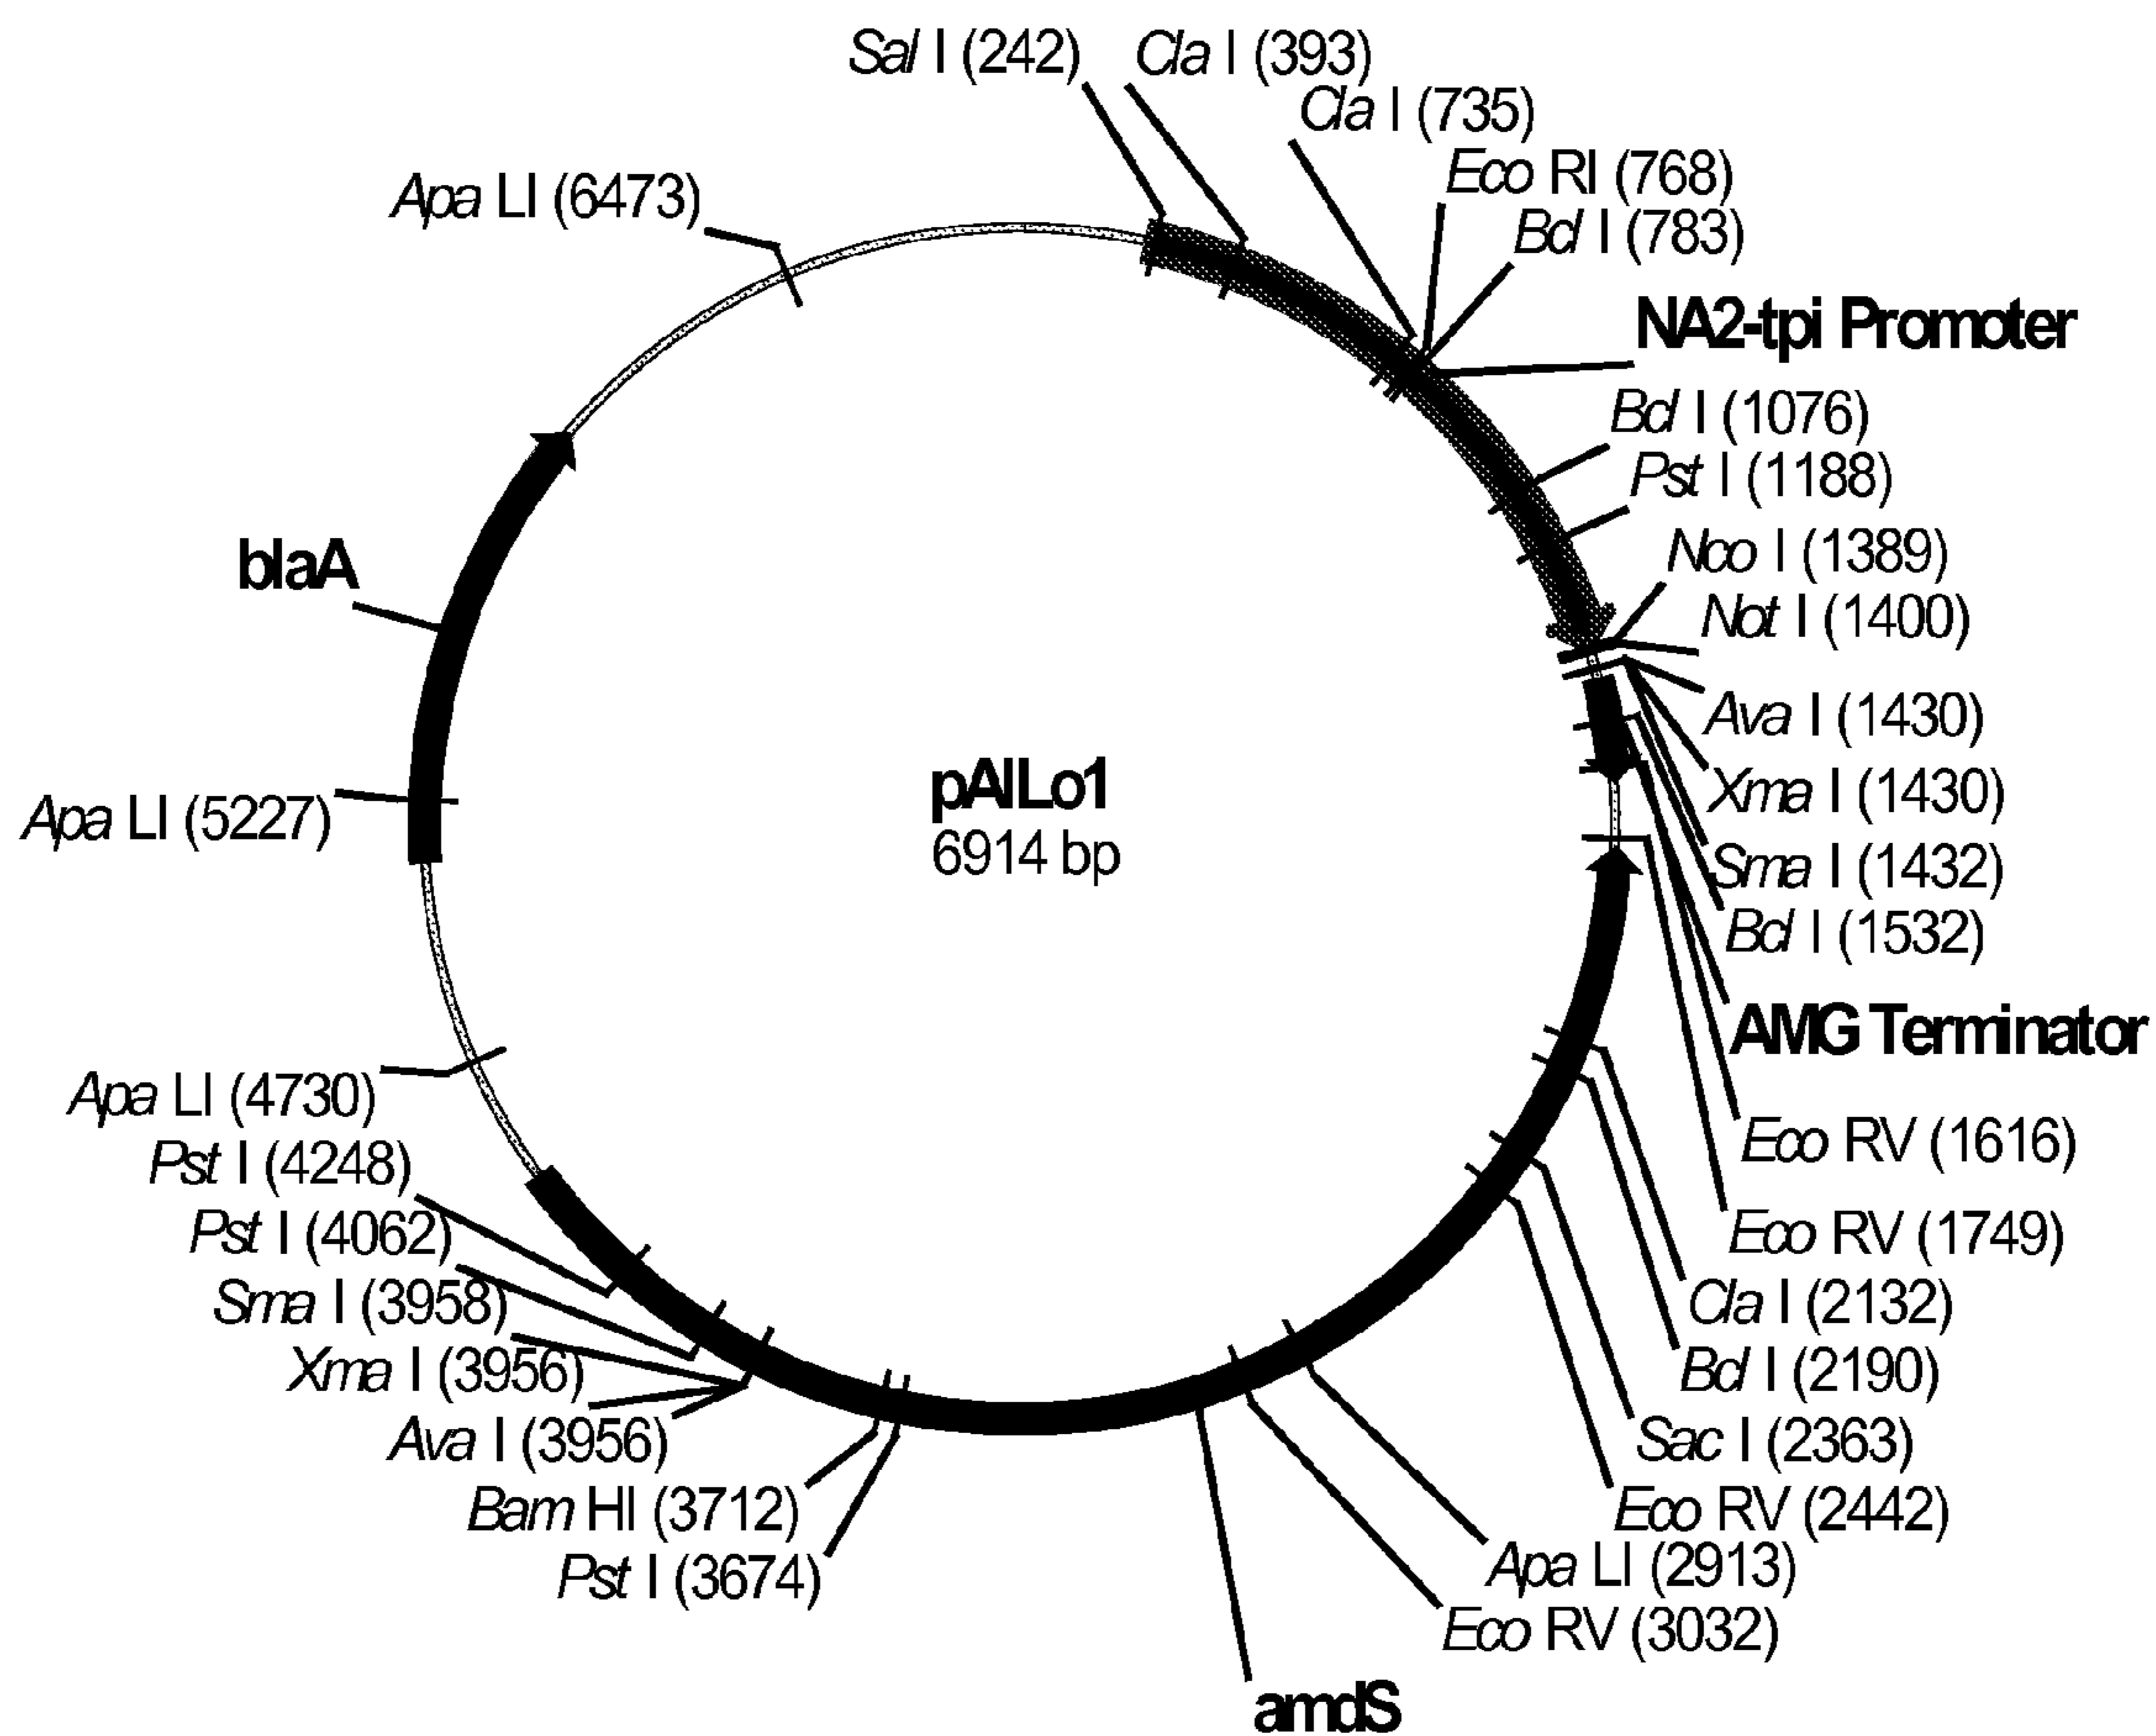 Sal I (242)
Cla I (393)
Cla I (735)
Eco RI (768)
Bcl I (783)
NA2-tpi Promoter
Bcl I (1076)
Pst I (1188)
Nco I (1389)
Not I (1400)
Ava I (1430)
Xma I (1430)
Sma I (1432)
Bcl I (1532)
AMG Terminator
Eco RV (1616)
Eco RV (1749)
Cla I (2132)
Bcl I (2190)
Sac I (2363)
Eco RV (2442)
Apa LI (2913)
Eco RV (3032)
amdS
Pst I (3674)
Bam HI (3712)
Ava I (3956)
Xma I (3956)
Sma I (3958)
Pst I (4062)
Pst I (4248)
Apa LI (4730)
Apa LI (5227)
blaA
Apa LI (6473)
pAlLo1
6914 bp